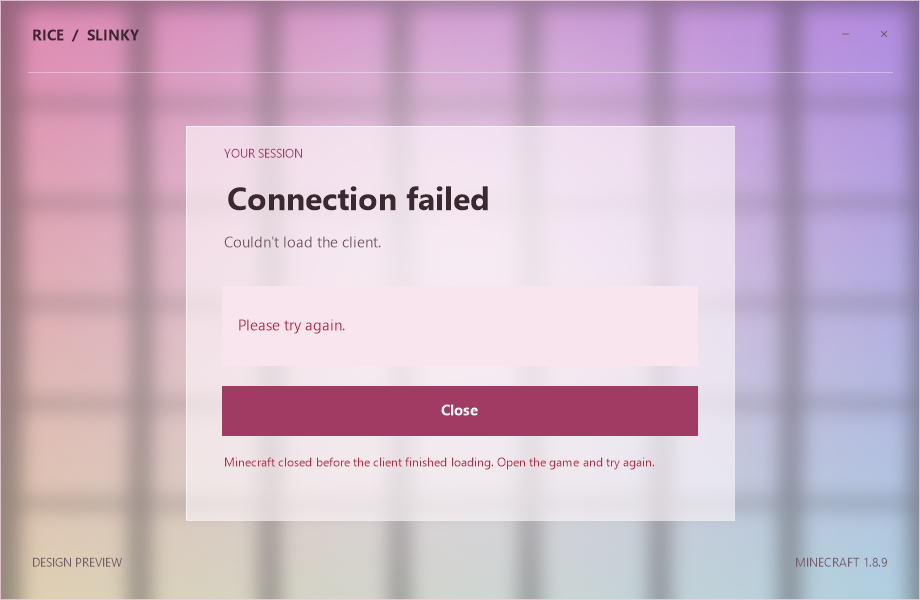 RICE / SLINKY
YOUR SESSION
Connection failed
Couldn't load the client.
Please try again.
Close
Minecraft closed before the client finished loading. Open the game and try again.
DESIGN PREVIEW
MINECRAFT 1.8.9